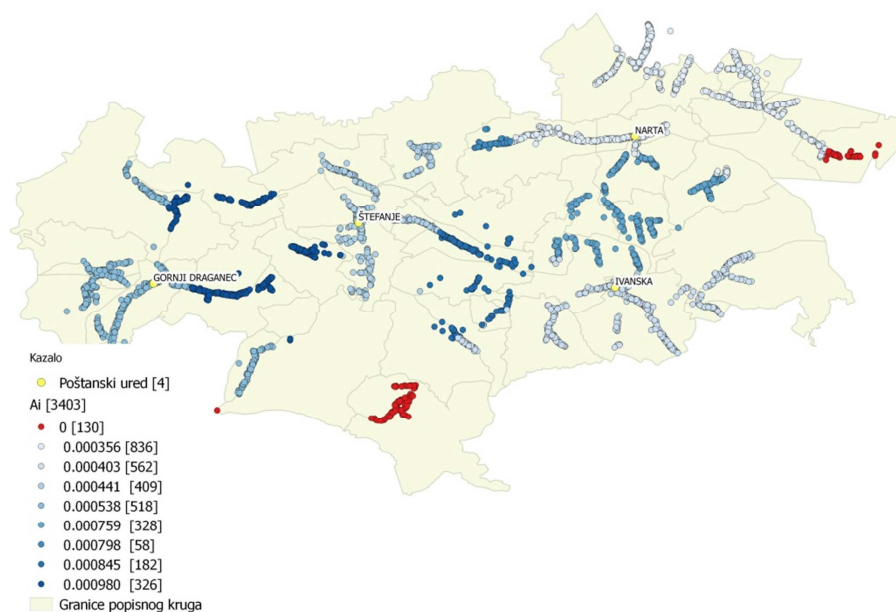 NARTA
ŠTEFANJE
GORNJI DRAGANEC
IVANSKA
Kazalo
Poštanski ured [4]
Ai [3403]
0 [130]
0.000356 [836]
0.000403 [562]
0.000441 [409]
0.000538 [518]
0.000759 [328]
0.000798 [58]
0.000845 [182]
0.000980 [326]
Granice popisnog kruga